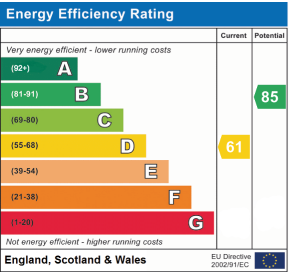 Energy Efficiency Rating
Current Potential
Very energy efficient - lower running costs
(92+) A
(81-91) B
85
(69-80) C
(55-68) D
61
(39-54) E
(21-38) F
(1-20) G
Not energy efficient - higher running costs
England, Scotland & Wales
EU Directive
2002/91/EC